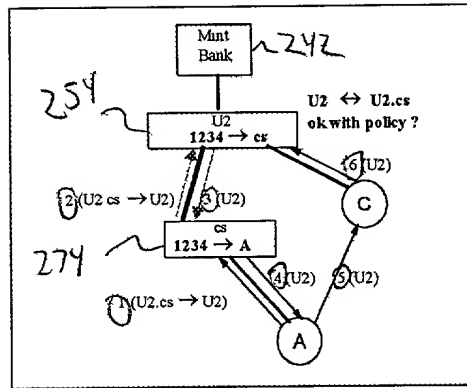 Mint
Bank
242
254
U2
1234 → cs
U2 ↔ U2.cs
ok with policy ?
6 (U2)
2 (U2 cs → U2)
3 (U2)
C
274
cs
1234 → A
4 (U2)
5 (U2)
1 (U2.cs → U2)
A